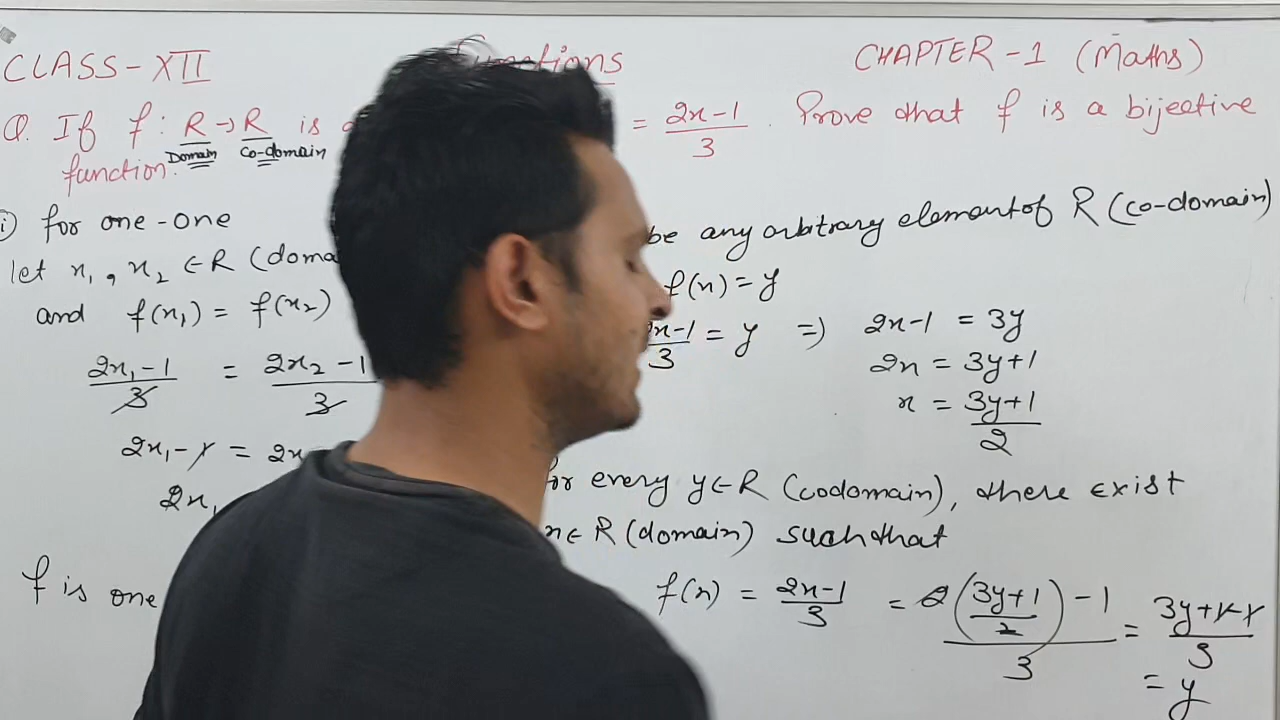 CLASS-XII
CHAPTER-1 (Maths)
Q. If f: R→R is = 2x-1/3. Prove that f is a bijective
Domain Co-domain
function.
i) for one-one
let x₁, x₂ ∈ R
and f(x₁) = f(x₂)
2x₁-1/3 = 2x₂-1/3
2x₁-1 =
2x₁
f is one
be any arbitrary element of R (co-domain)
f(x) = y
2x-1/3 = y ⇒ 2x-1 = 3y
2x = 3y+1
x = 3y+1/2
for every y∈R (codomain), there exist
x∈ R (domain) such that
f(x) = 2x-1/3 = 2(3y+1/2)-1/3 = 3y+1-1/3
= y